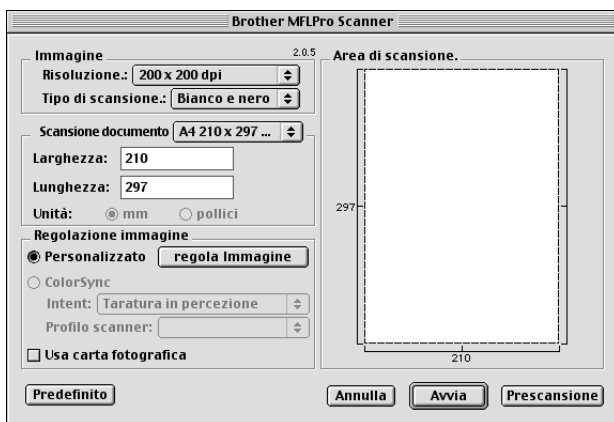 Brother MFLPro Scanner
Immagine
2.0.5
Risoluzione.: 200 x 200 dpi
Tipo di scansione.: Bianco e nero
Scansione documento A4 210 x 297 ...
Larghezza: 210
Lunghezza: 297
Unità: mm pollici
Regolazione immagine
Personalizzato regola Immagine
ColorSync
Intent: Taratura in percezione
Profilo scanner:
Usa carta fotografica
Area di scansione.
297
210
Predefinito Annulla Avvia Prescansione